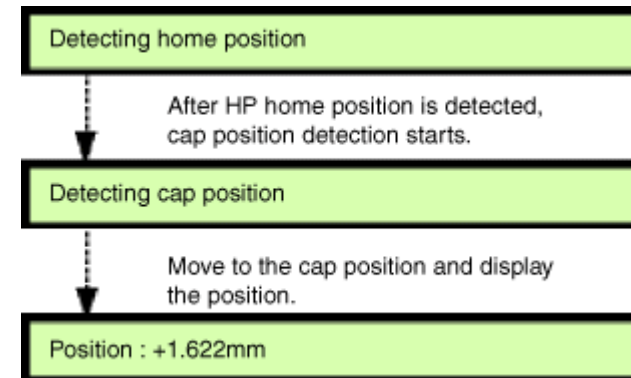 Detecting home position
After HP home position is detected,
cap position detection starts.
Detecting cap position
Move to the cap position and display
the position.
Position : +1.622mm